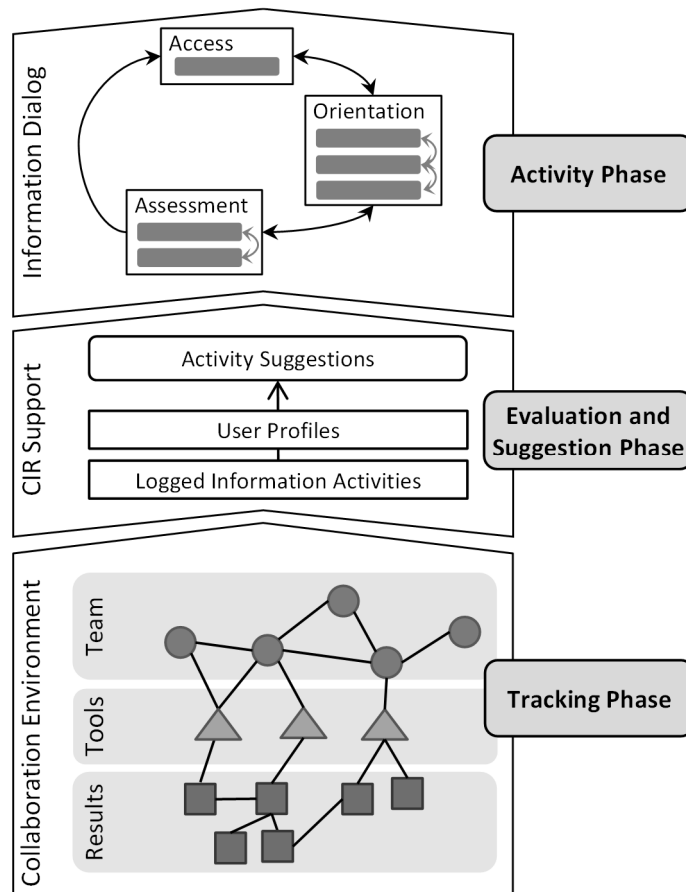 Information Dialog
Access
Orientation
Assessment
Activity Phase
CIR Support
Activity Suggestions
User Profiles
Logged Information Activities
Evaluation and
Suggestion Phase
Collaboration Environment
Team
Tools
Results
Tracking Phase